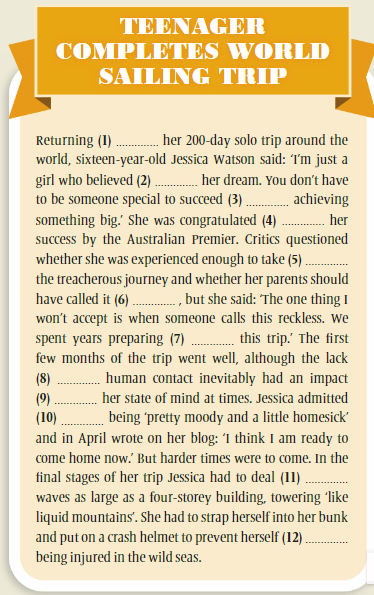 TEENAGER
COMPLETES WORLD
SAILING TRIP
Returning (1) .............. her 200-day solo trip around the
world, sixteen-year-old Jessica Watson said: ‘I’m just a
girl who believed (2) .............. her dream. You don’t have
to be someone special to succeed (3) .............. achieving
something big.’ She was congratulated (4) .............. her
success by the Australian Premier. Critics questioned
whether she was experienced enough to take (5) ..............
the treacherous journey and whether her parents should
have called it (6) .............. , but she said: ‘The one thing I
won’t accept is when someone calls this reckless. We
spent years preparing (7) .............. this trip.’ The first
few months of the trip went well, although the lack
(8) .............. human contact inevitably had an impact
(9) .............. her state of mind at times. Jessica admitted
(10) .............. being ‘pretty moody and a little homesick’
and in April wrote on her blog: ‘I think I am ready to
come home now.’ But harder times were to come. In the
final stages of her trip Jessica had to deal (11) ..............
waves as large as a four-storey building, towering ‘like
liquid mountains’. She had to strap herself into her bunk
and put on a crash helmet to prevent herself (12) ..............
being injured in the wild seas.